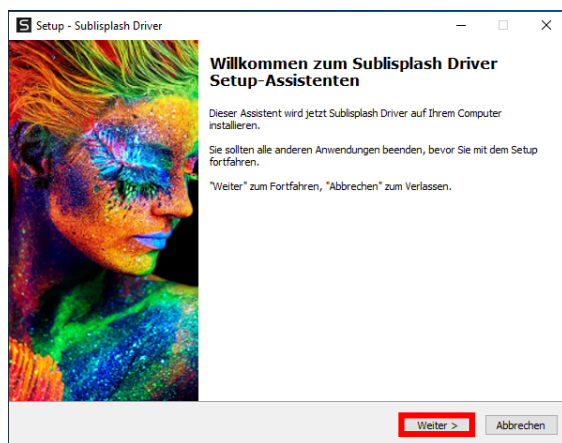 S Setup - Sublisplash Driver
Willkommen zum Sublisplash Driver
Setup-Assistenten
Dieser Assistent wird jetzt Sublisplash Driver auf Ihrem Computer
installieren.
Sie sollten alle anderen Anwendungen beenden, bevor Sie mit dem Setup
fortfahren.
"Weiter" zum Fortfahren, "Abbrechen" zum Verlassen.
Weiter > Abbrechen